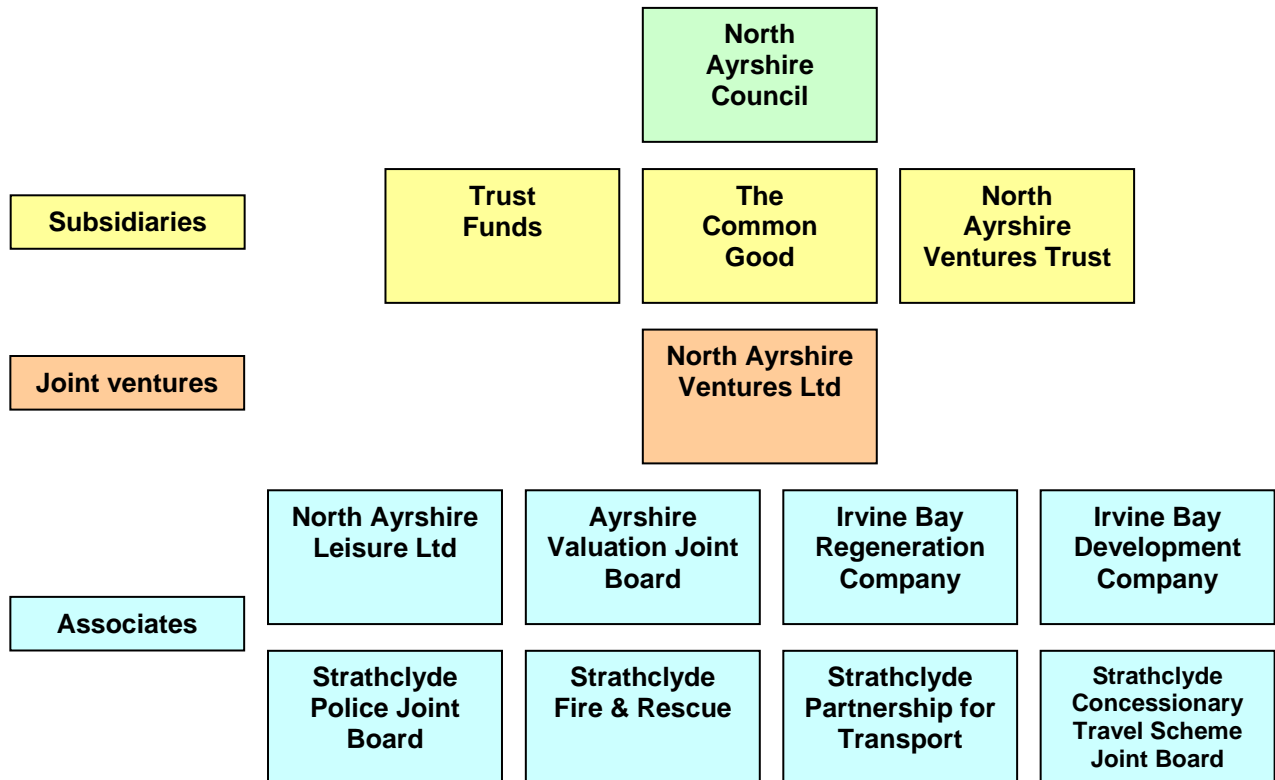 North
Ayrshire
Council
Subsidiaries
Trust
Funds
The
Common
Good
North
Ayrshire
Ventures Trust
Joint ventures
North Ayrshire
Ventures Ltd
Associates
North Ayrshire
Leisure Ltd
Ayrshire
Valuation Joint
Board
Irvine Bay
Regeneration
Company
Irvine Bay
Development
Company
Strathclyde
Police Joint
Board
Strathclyde
Fire & Rescue
Strathclyde
Partnership for
Transport
Strathclyde
Concessionary
Travel Scheme
Joint Board